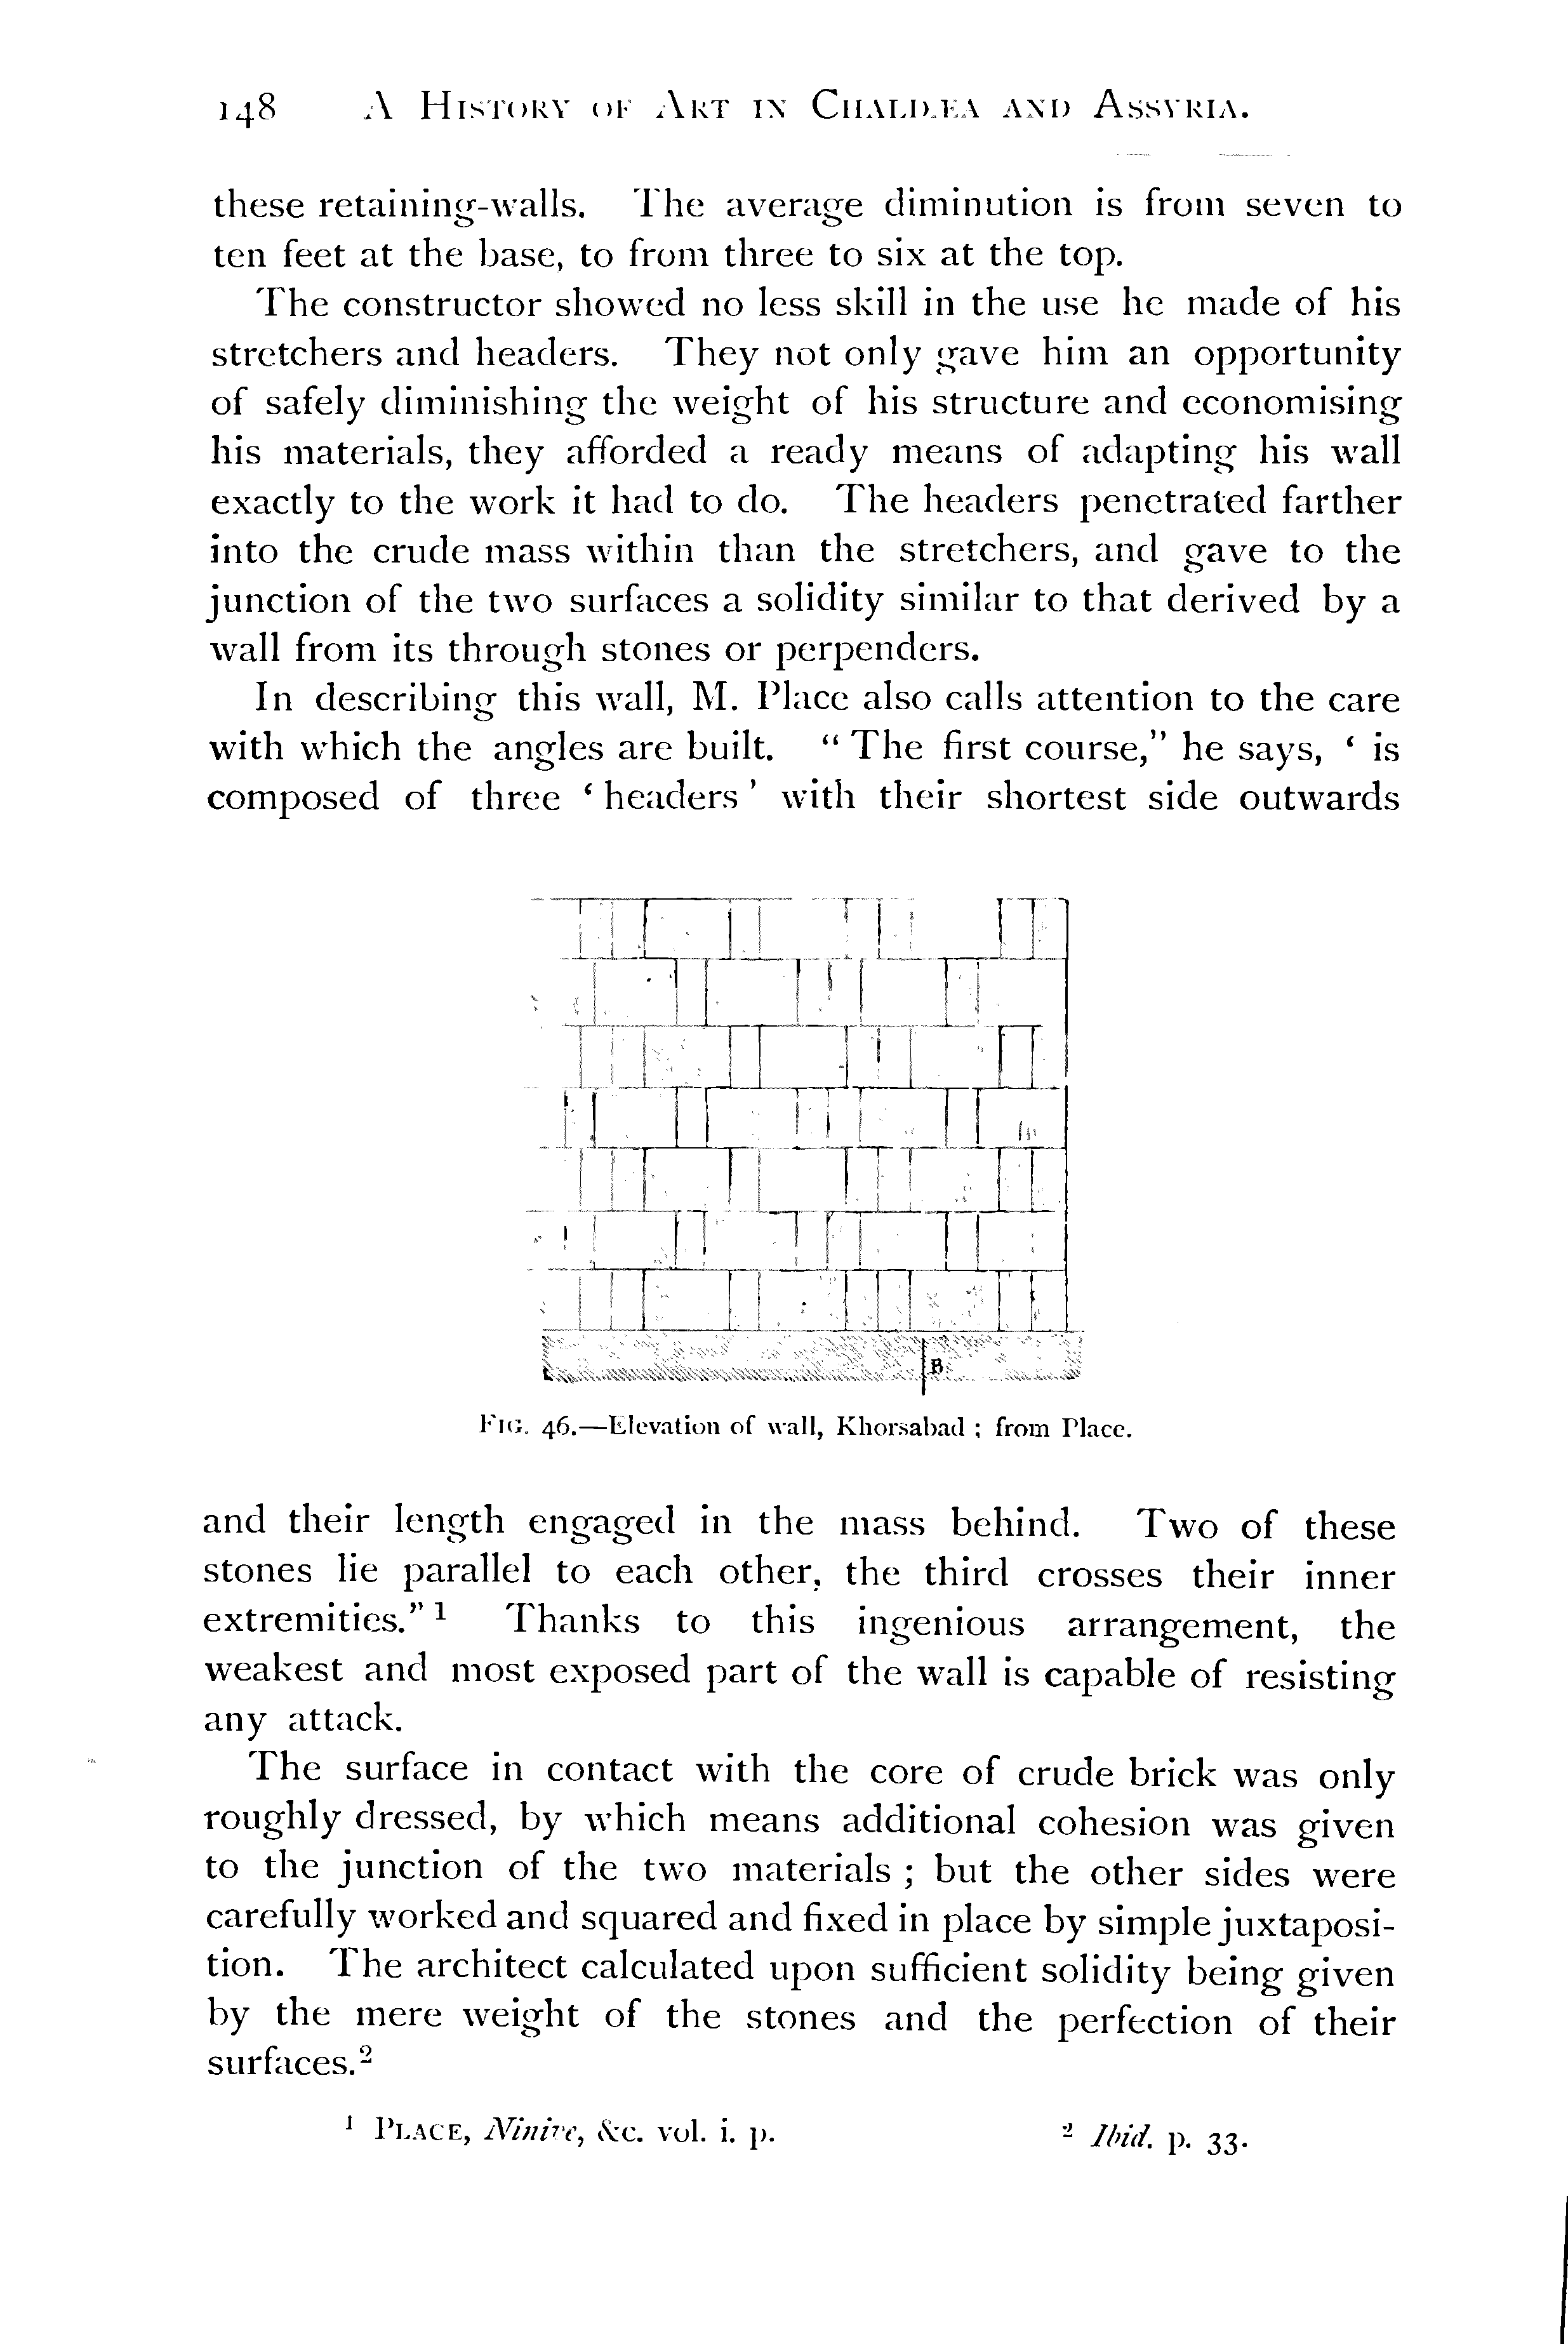 148 A History of Art in Chaldæa and Assyria.
these retaining-walls. The average diminution is from seven to
ten feet at the base, to from three to six at the top.
The constructor showed no less skill in the use he made of his
stretchers and headers. They not only gave him an opportunity
of safely diminishing the weight of his structure and economising
his materials, they afforded a ready means of adapting his wall
exactly to the work it had to do. The headers penetrated farther
into the crude mass within than the stretchers, and gave to the
junction of the two surfaces a solidity similar to that derived by a
wall from its through stones or perpenders.
In describing this wall, M. Place also calls attention to the care
with which the angles are built. “The first course,” he says, ‘ is
composed of three ‘headers’ with their shortest side outwards
B
Fig. 46.—Elevation of wall, Khorsabad ; from Place.
and their length engaged in the mass behind. Two of these
stones lie parallel to each other, the third crosses their inner
extremities.” 1 Thanks to this ingenious arrangement, the
weakest and most exposed part of the wall is capable of resisting
any attack.
The surface in contact with the core of crude brick was only
roughly dressed, by which means additional cohesion was given
to the junction of the two materials ; but the other sides were
carefully worked and squared and fixed in place by simple juxtaposi-
tion. The architect calculated upon sufficient solidity being given
by the mere weight of the stones and the perfection of their
surfaces.2
1 Place, Ninive, &c. vol. i. p. 2 Ibid. p. 33.